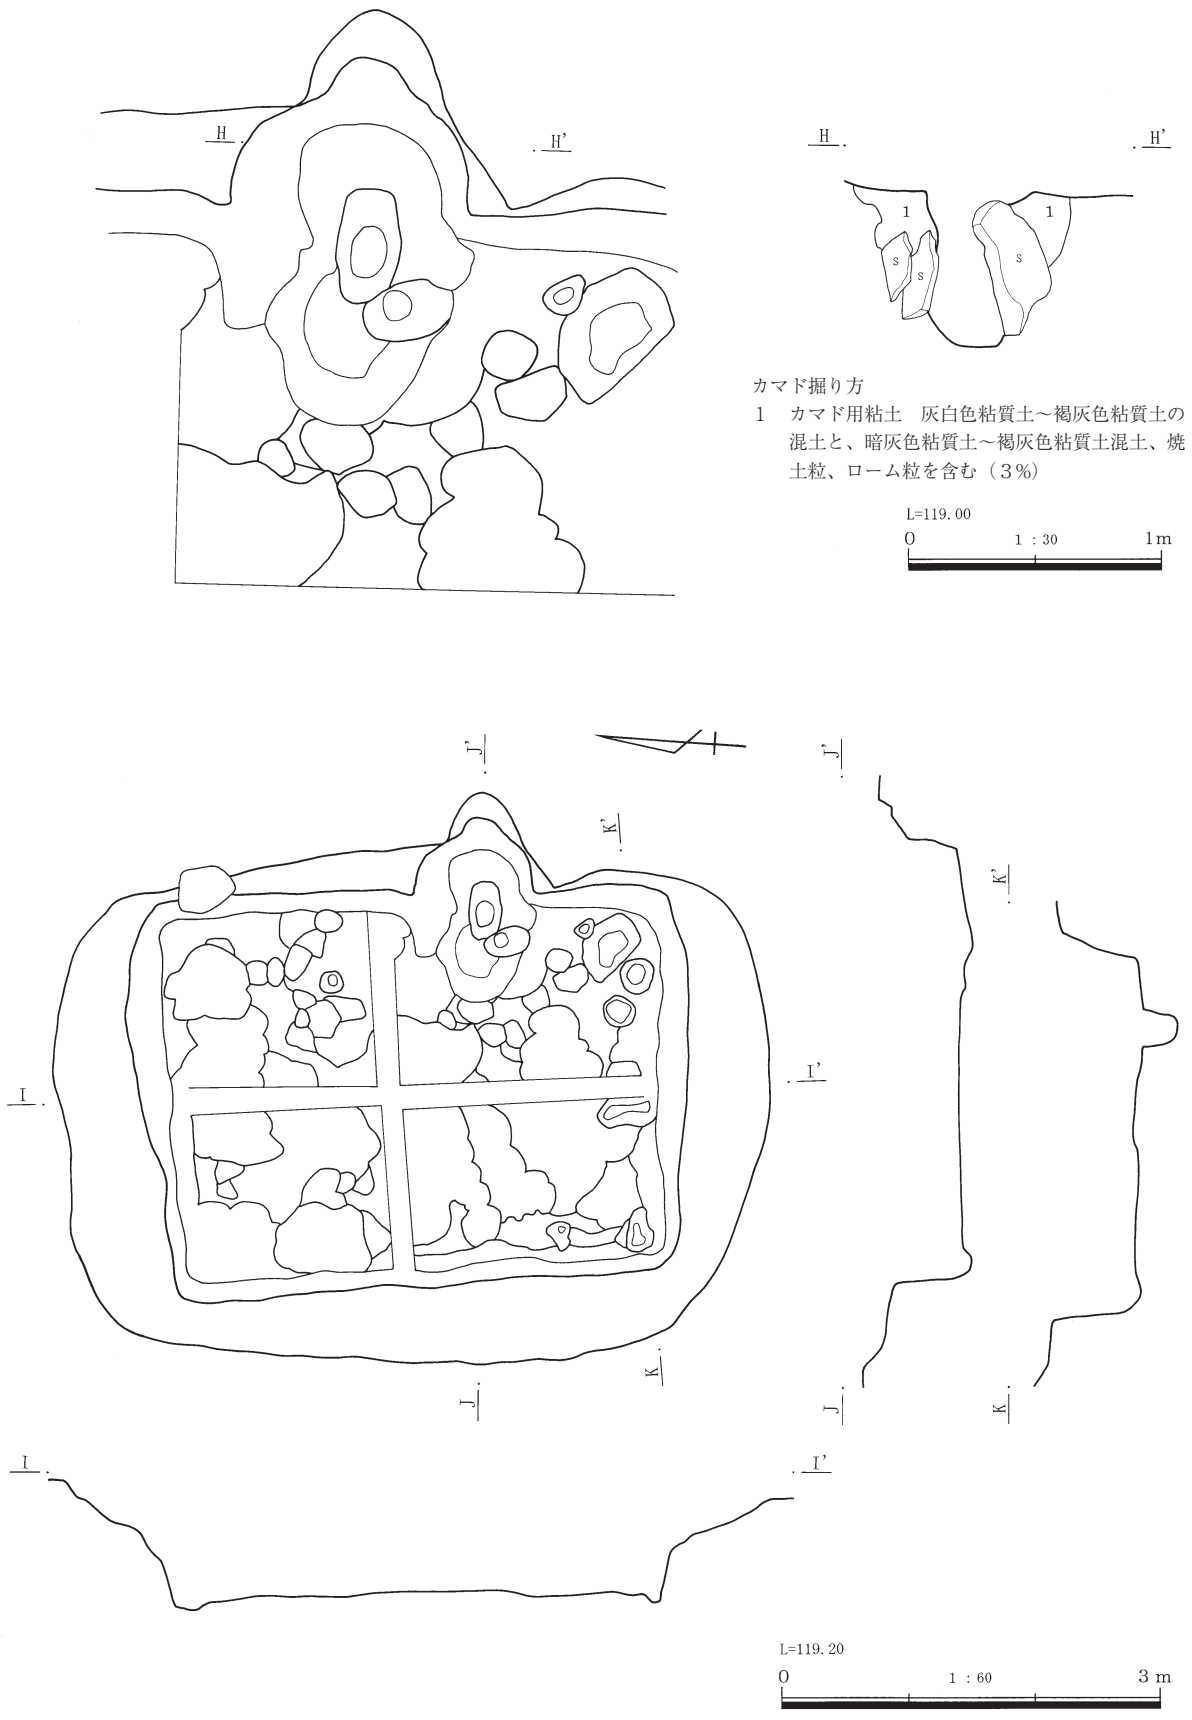 H
H'
H
H'
1
1
S
S
S
カマド掘り方
1　カマド用粘土　灰白色粘質土～褐灰色粘質土の
混土と、暗灰色粘質土～褐灰色粘質土混土、焼
土粒、ローム粒を含む（３%）
L=119.00
0　1 : 30　1m
J'
J'
K'
K'
I
I'
K
J
J
K
I
I'
L=119.20
0　1 : 60　3 m